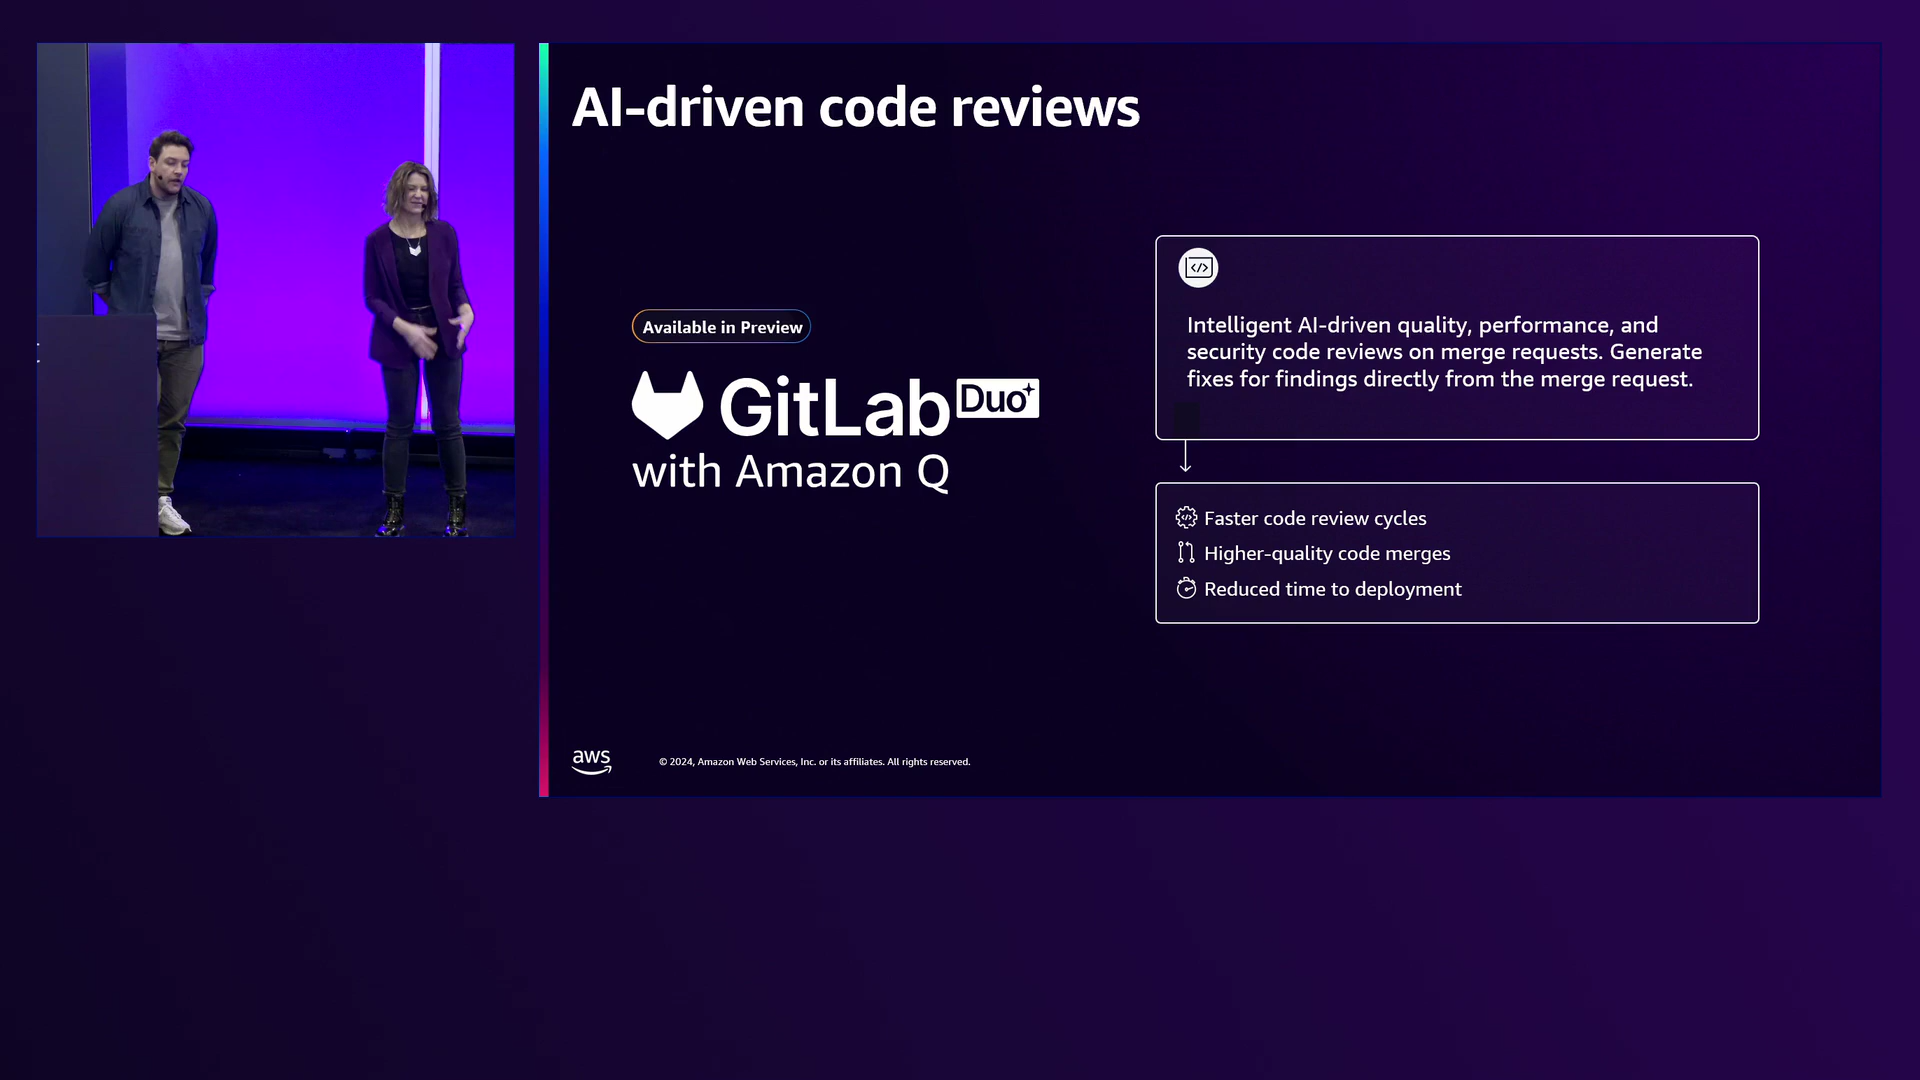 AI-driven code reviews
Available in Preview
GitLab Duo
with Amazon Q
Intelligent AI-driven quality, performance, and
security code reviews on merge requests. Generate
fixes for findings directly from the merge request.
Faster code review cycles
Higher-quality code merges
Reduced time to deployment
aws
© 2024, Amazon Web Services, Inc. or its affiliates. All rights reserved.